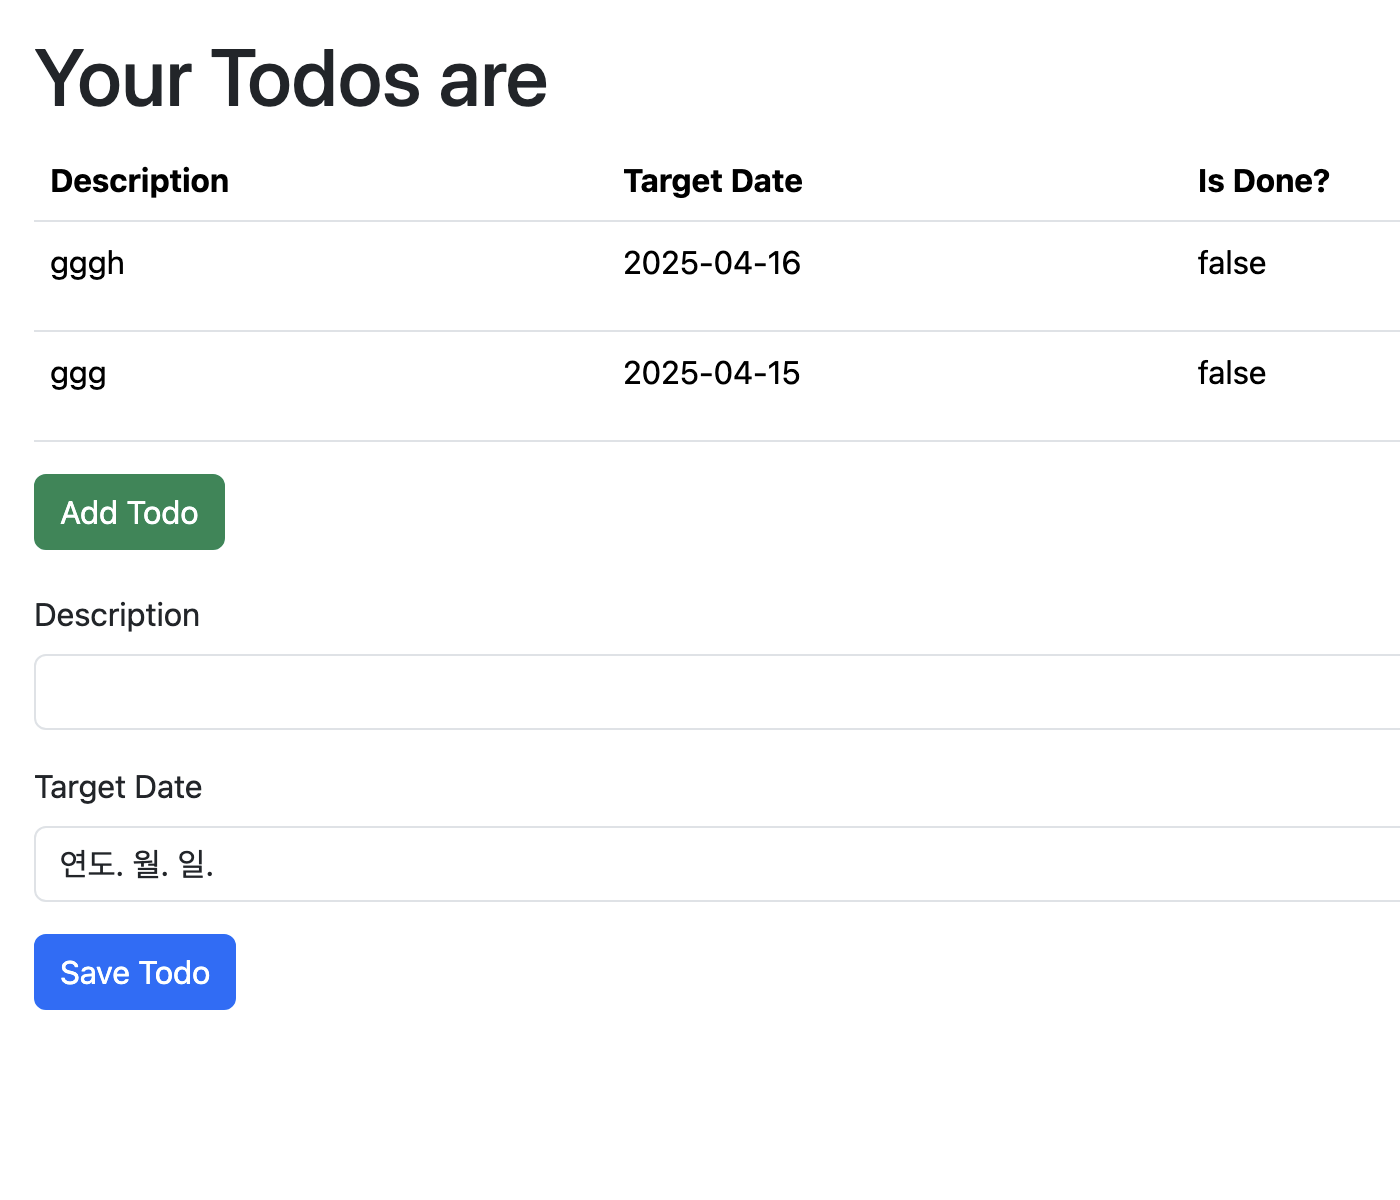 Your Todos are
Description Target Date Is Done?
gggh 2025-04-16 false
ggg 2025-04-15 false
Add Todo
Description
Target Date
연도. 월. 일.
Save Todo